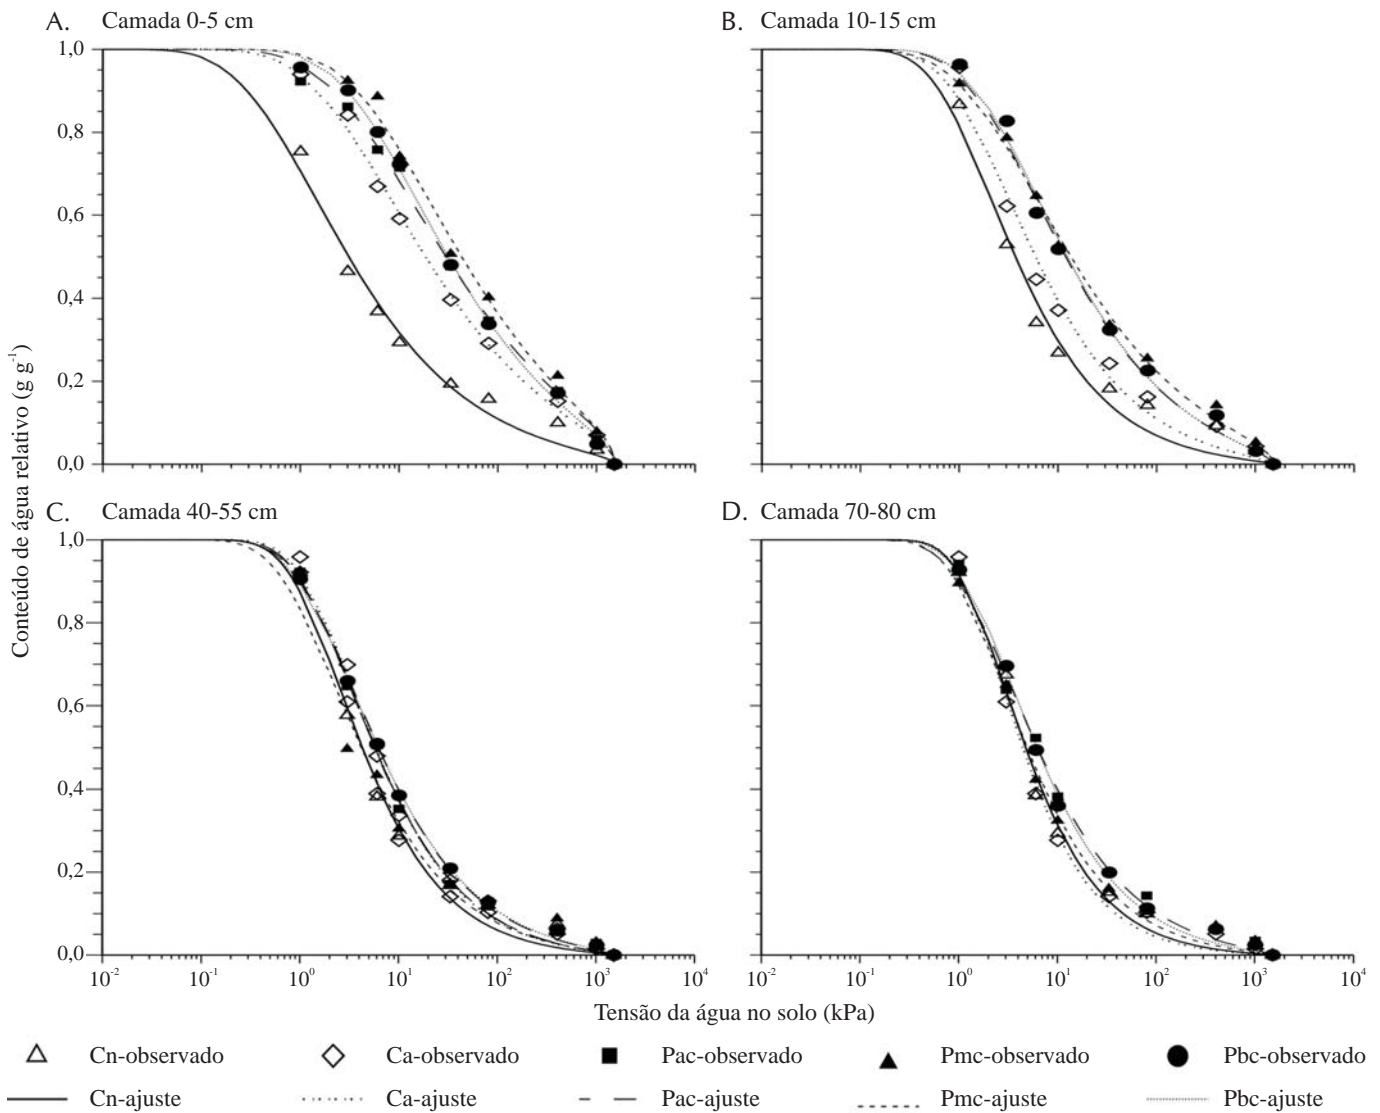 A. Camada 0-5 cm
B. Camada 10-15 cm
1,0
0,8
0,6
0,4
0,2
0,0
C. Camada 40-55 cm
D. Camada 70-80 cm
1,0
0,8
0,6
0,4
0,2
0,0
Conteúdo de água relativo (g g⁻¹)
10⁻² 10⁻¹ 10⁰ 10¹ 10² 10³ 10⁴
10⁻² 10⁻¹ 10⁰ 10¹ 10² 10³ 10⁴
Tensão da água no solo (kPa)
Cn-observado Ca-observado Pac-observado Pmc-observado Pbc-observado
Cn-ajuste Ca-ajuste Pac-ajuste Pmc-ajuste Pbc-ajuste